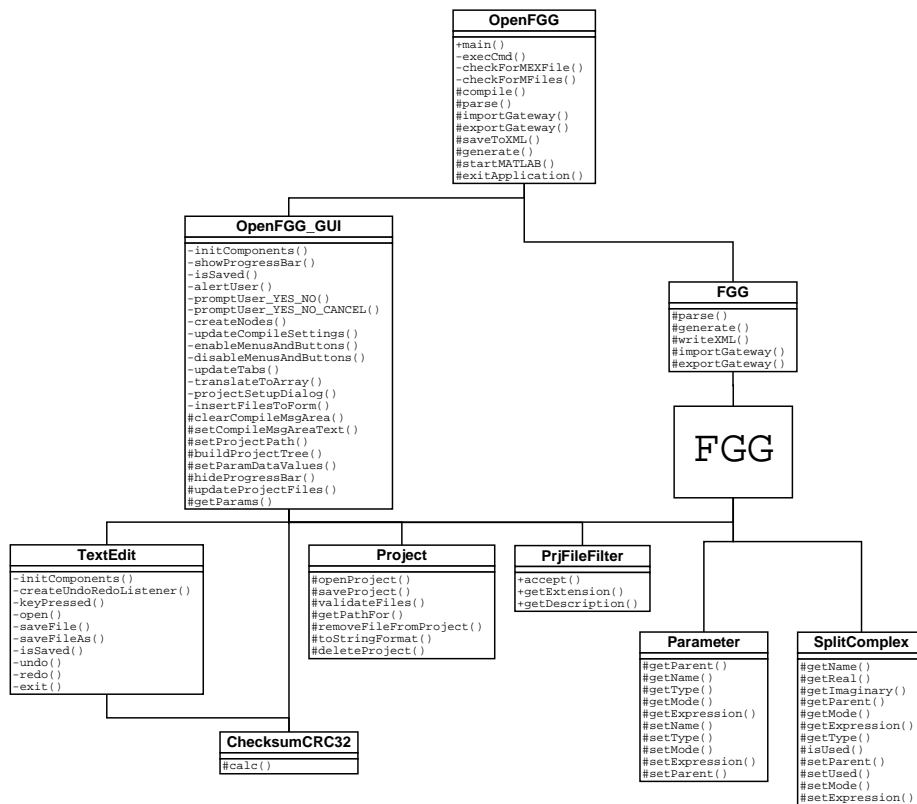 OpenFGG
+main()
-execCmd()
-checkForMEXFile()
-checkForMFiles()
#compile()
#parse()
#importGateway()
#exportGateway()
#saveToXML()
#generate()
#startMATLAB()
#exitApplication()
OpenFGG_GUI
-initComponents()
-showProgressBar()
-isSaved()
-alertUser()
-promptUser_YES_NO()
-promptUser_YES_NO_CANCEL()
-createNodes()
-updateCompileSettings()
-enableMenusAndButtons()
-disableMenusAndButtons()
-updateTabs()
-translateToArray()
-projectSetupDialog()
-insertFilesToForm()
#clearCompileMsgArea()
#setCompileMsgAreaText()
#setProjectPath()
#buildProjectTree()
#setParamDataValues()
#hideProgressBar()
#updateProjectFiles()
#getParams()
FGG
#parse()
#generate()
#writeXML()
#importGateway()
#exportGateway()
FGG
TextEdit
-initComponents()
-createUndoRedoListener()
-keyPressed()
-open()
-saveFile()
-saveFileAs()
-isSaved()
-undo()
-redo()
-exit()
Project
#openProject()
#saveProject()
#validateFiles()
#getPathFor()
#removeFileFromProject()
#toStringFormat()
#deleteProject()
PrjFileFilter
+accept()
+getExtension()
+getDescription()
Parameter
#getParent()
#getName()
#getType()
#getMode()
#getExpression()
#setName()
#setType()
#setMode()
#setExpression()
#setParent()
SplitComplex
#getName()
#getReal()
#getImaginary()
#getParent()
#getMode()
#getExpression()
#getType()
#isUsed()
#setParent()
#setUsed()
#setMode()
#setExpression()
ChecksumCRC32
#calc()